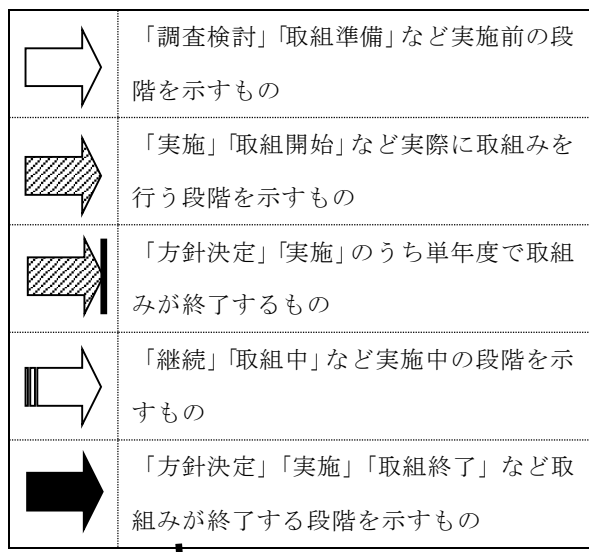 「調査検討」「取組準備」など実施前の段
階を示すもの
「実施」「取組開始」など実際に取組みを
行う段階を示すもの
「方針決定」「実施」のうち単年度で取組
みが終了するもの
「継続」「取組中」など実施中の段階を示
すもの
「方針決定」「実施」「取組終了」など取
組みが終了する段階を示すもの